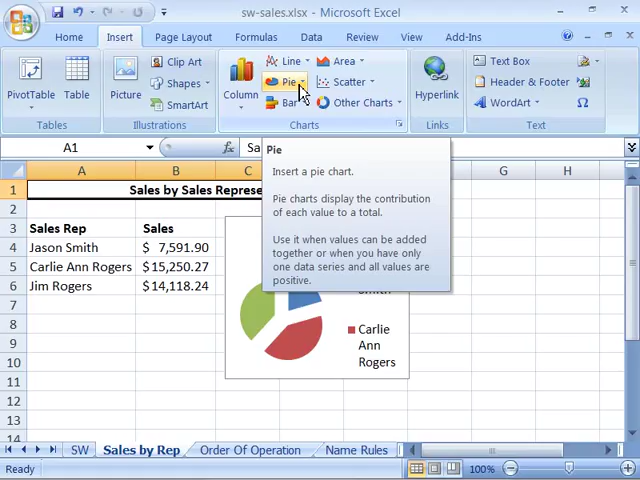 sw-sales.xlsx - Microsoft Excel
Home Insert Page Layout Formulas Data Review View Add-Ins
PivotTable Table
Tables
Picture
Clip Art
Shapes
SmartArt
Illustrations
Column
Line
Pie
Bar
Area
Scatter
Other Charts
Charts
Hyperlink
Links
Text Box
Header & Footer
WordArt
Ω
Text
A1 fx Sa
A B C G H
1 Sales by Sales Represe
2
3 Sales Rep Sales
4 Jason Smith $ 7,591.90
5 Carlie Ann Rogers $15,250.27
6 Jim Rogers $14,118.24
7
8
9
10
11
12
13
14
Pie
Insert a pie chart.
Pie charts display the contribution
of each value to a total.
Use it when values can be added
together or when you have only
one data series and all values are
positive.
Smith
Carlie
Ann
Rogers
SW Sales by Rep Order Of Operation Name Rules
Ready 100%